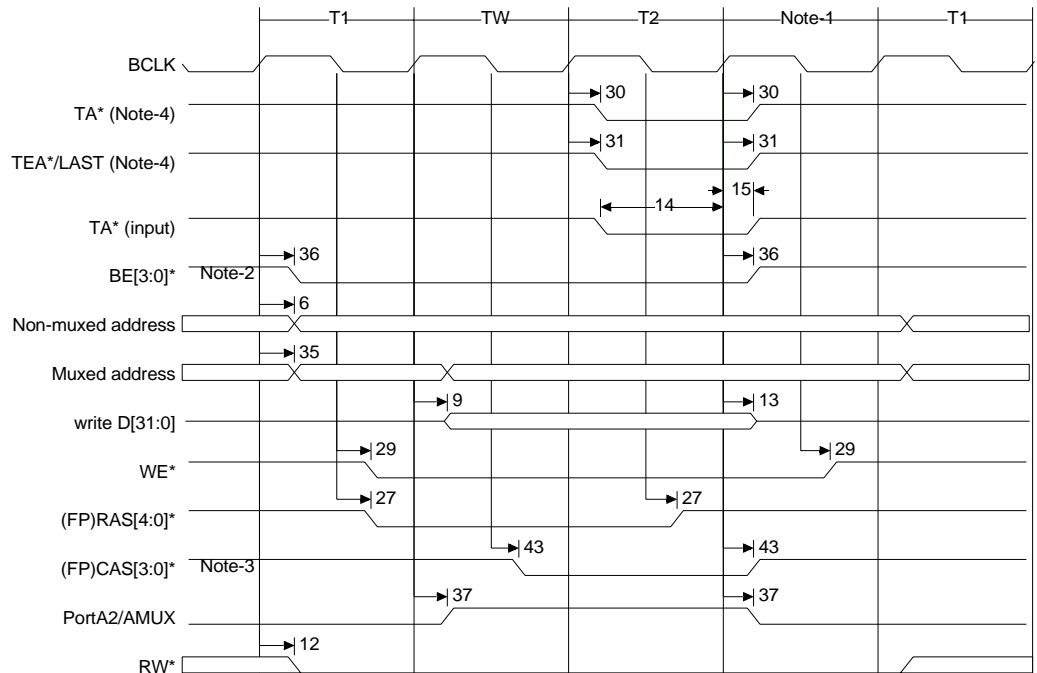 T1 TW T2 Note-1 T1
BCLK
30 30
TA* (Note-4)
31 31
TEA*/LAST (Note-4)
15
14
TA* (input)
36 36
BE[3:0]* Note-2
6
Non-muxed address
35
Muxed address
9 13
write D[31:0]
29 29
WE*
27 27
(FP)RAS[4:0]*
43 43
(FP)CAS[3:0]* Note-3
37 37
PortA2/AMUX
12
RW*